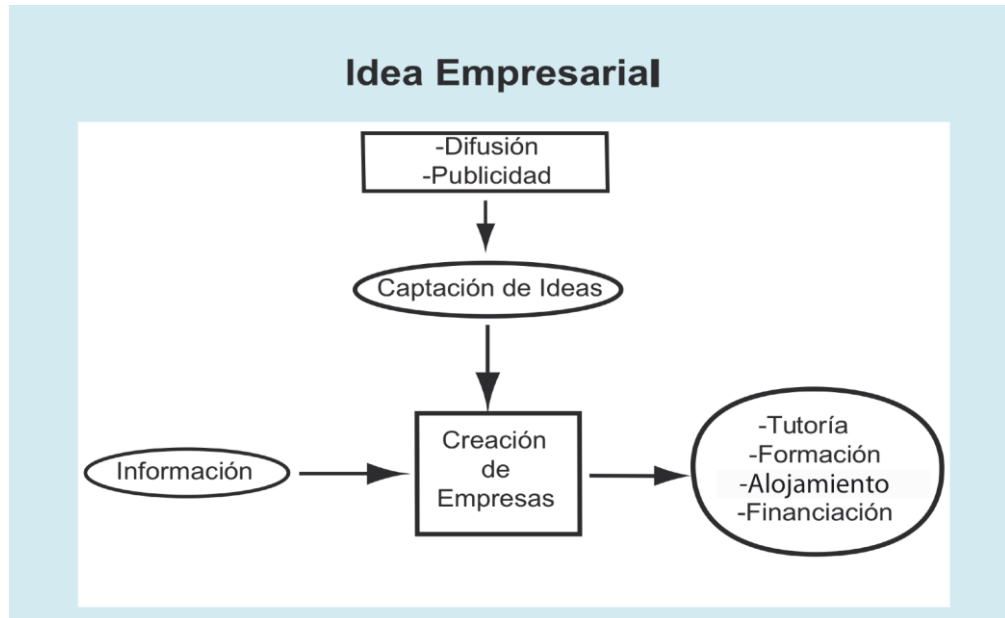 Idea Empresarial
-Difusión
-Publicidad
Captación de Ideas
Creación
de
Empresas
Información
-Tutoría
-Formación
-Alojamiento
-Financiación